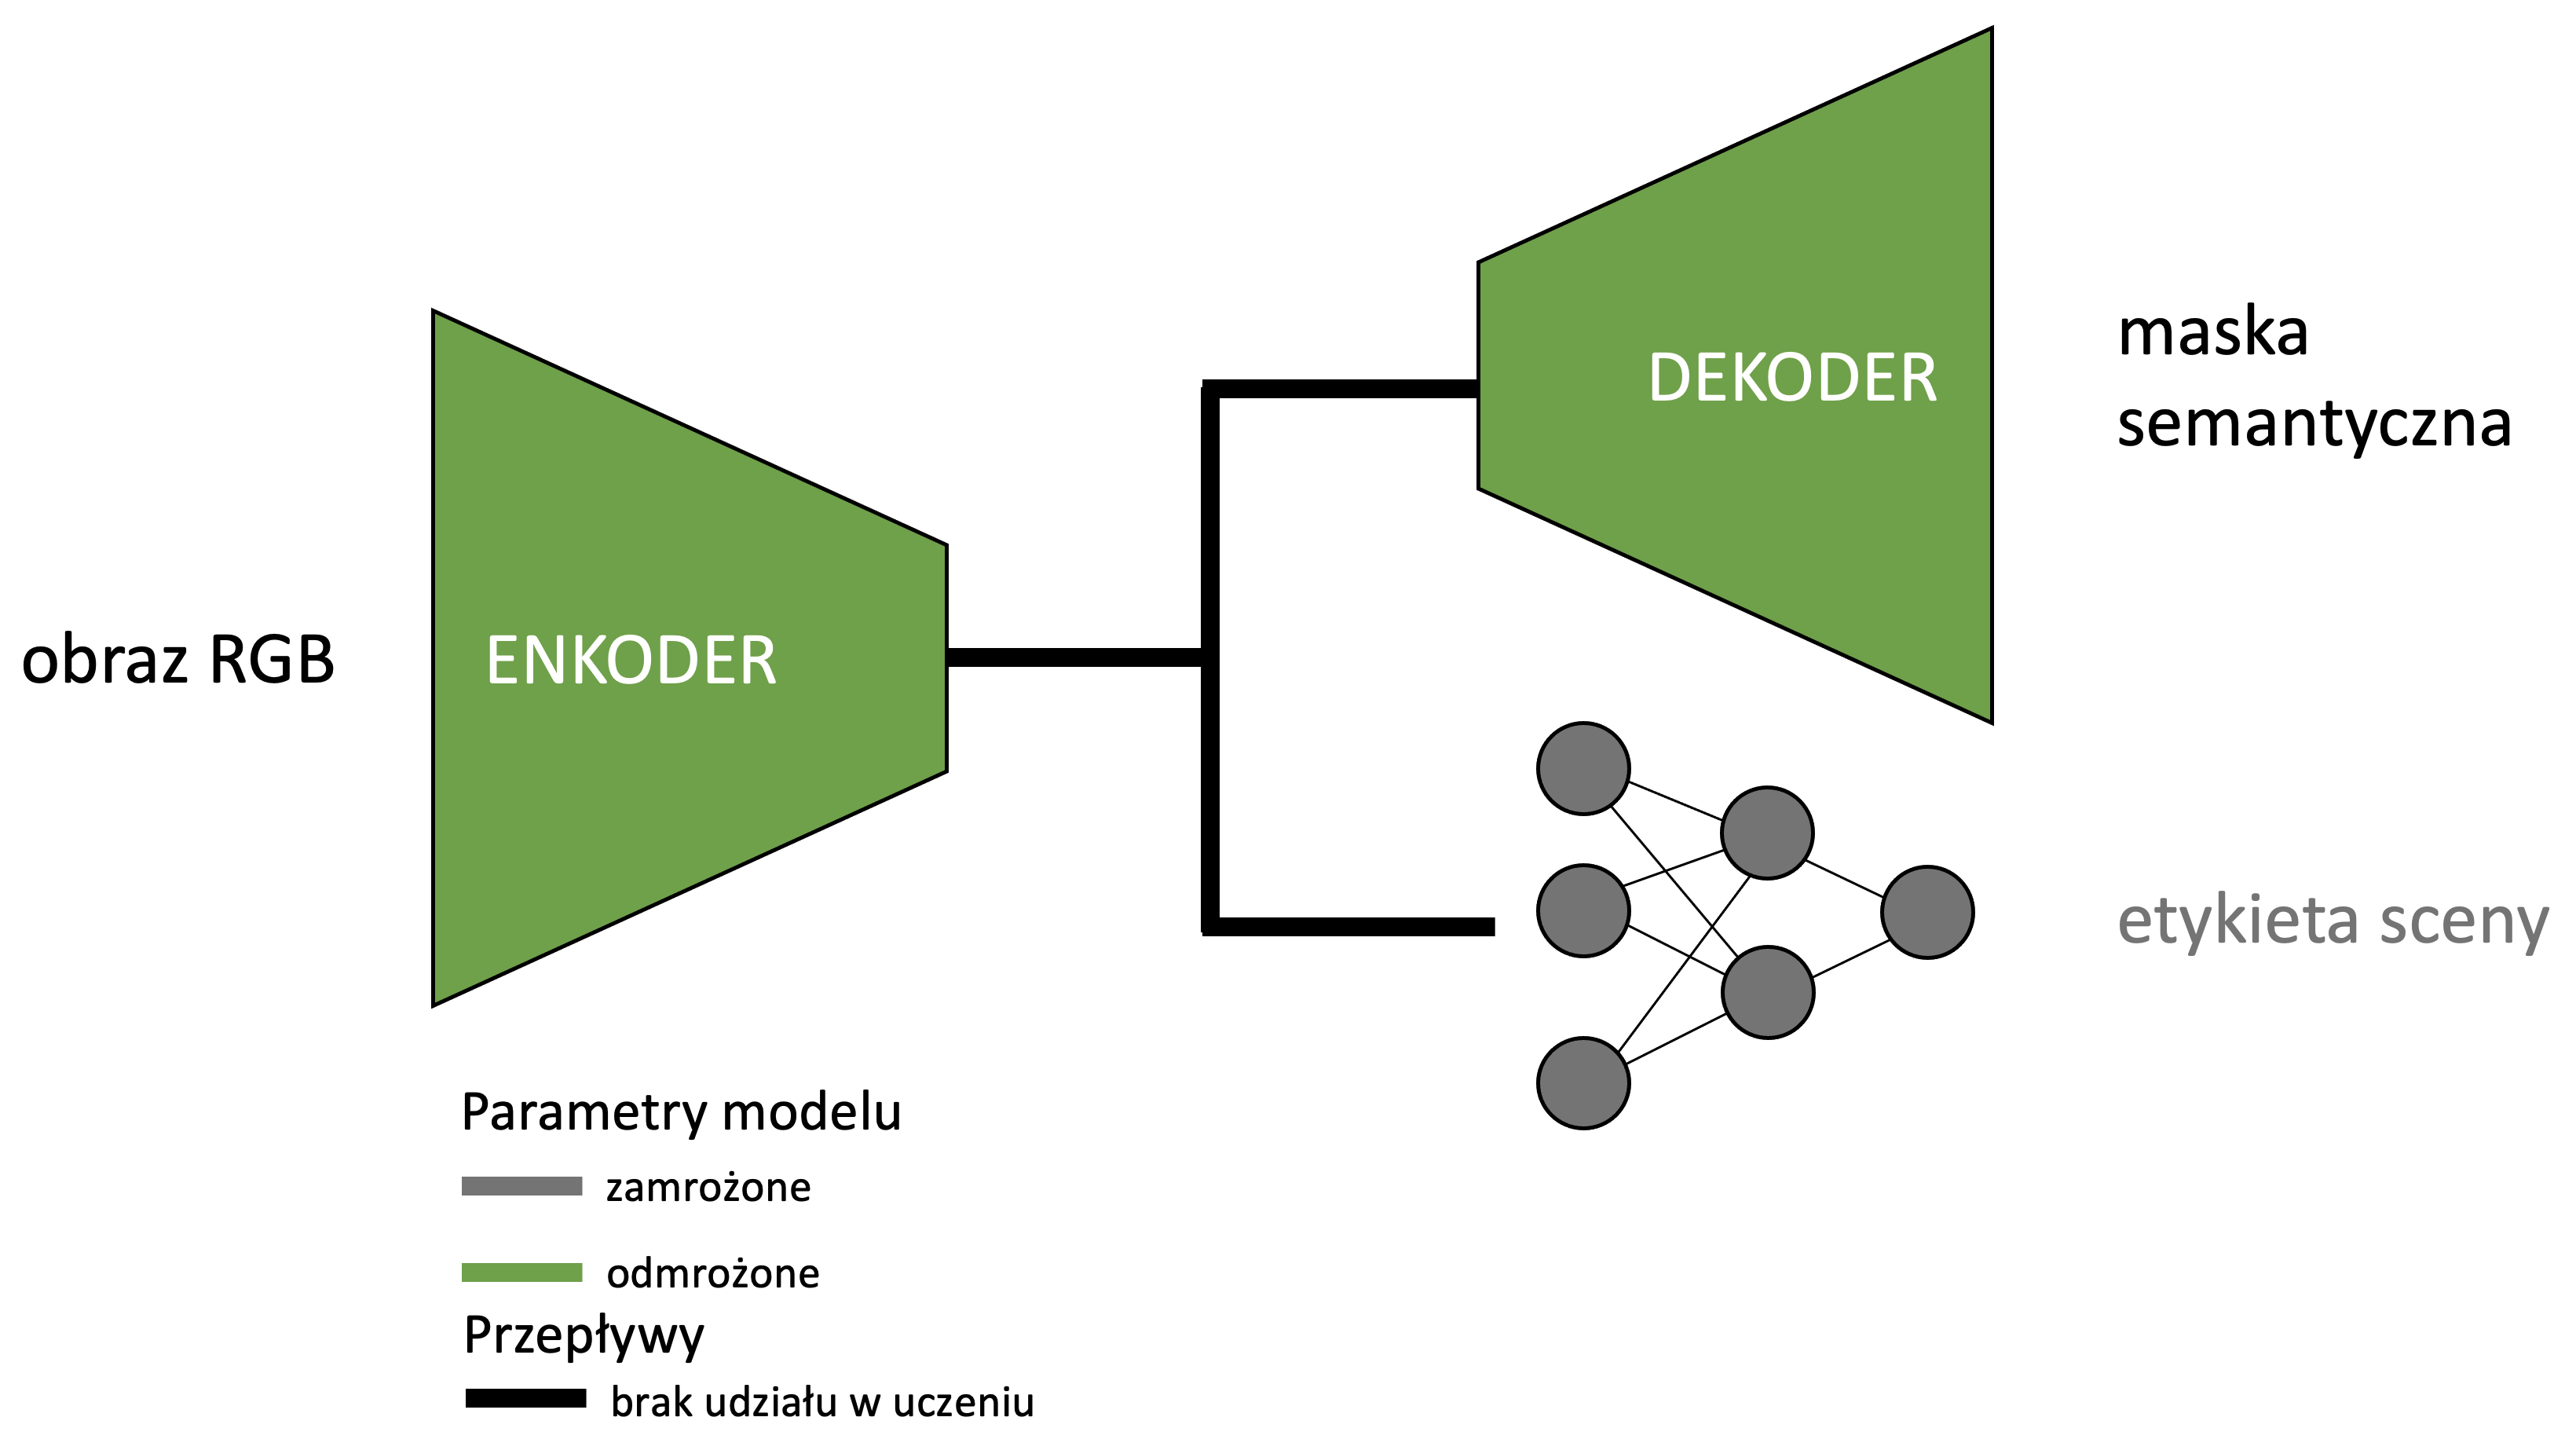 obraz RGB
ENKODER
DEKODER
maska
semantyczna
etykieta sceny
Parametry modelu
zamrożone
odmrożone
Przepływy
brak udziału w uczeniu